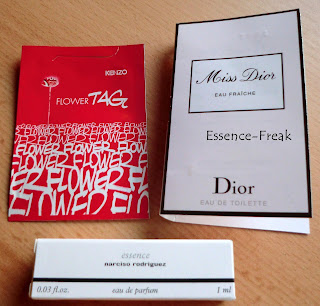 KENZO
FLOWER TAG
FLOWER FLOWER FLOWER
Miss Dior
EAU FRAÎCHE
Essence-Freak
Dior
EAU DE TOILETTE
essence
narciso rodriguez
0.03 fl.oz. eau de parfum 1 ml